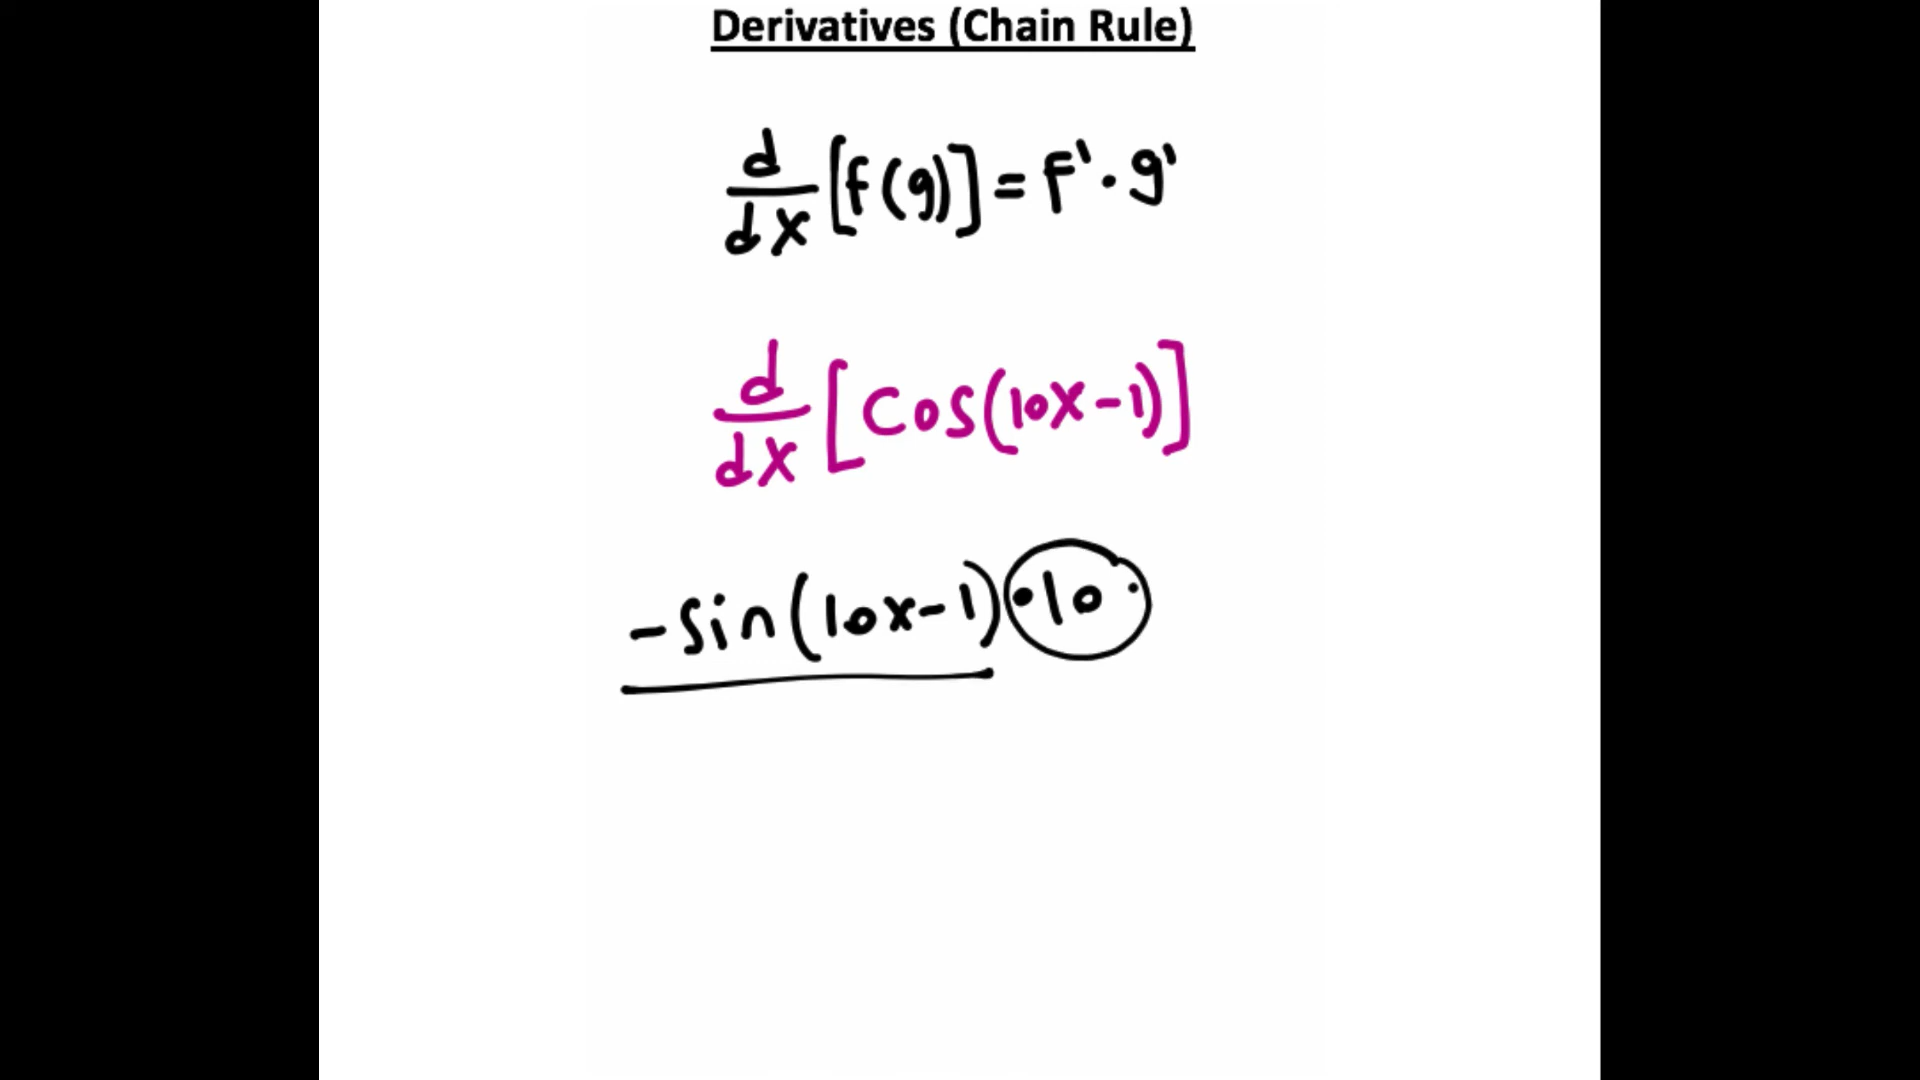 Derivatives (Chain Rule)
d/dx [f(g)] = f' · g'
d/dx [cos(10x-1)]
-sin(10x-1) · 10 ·